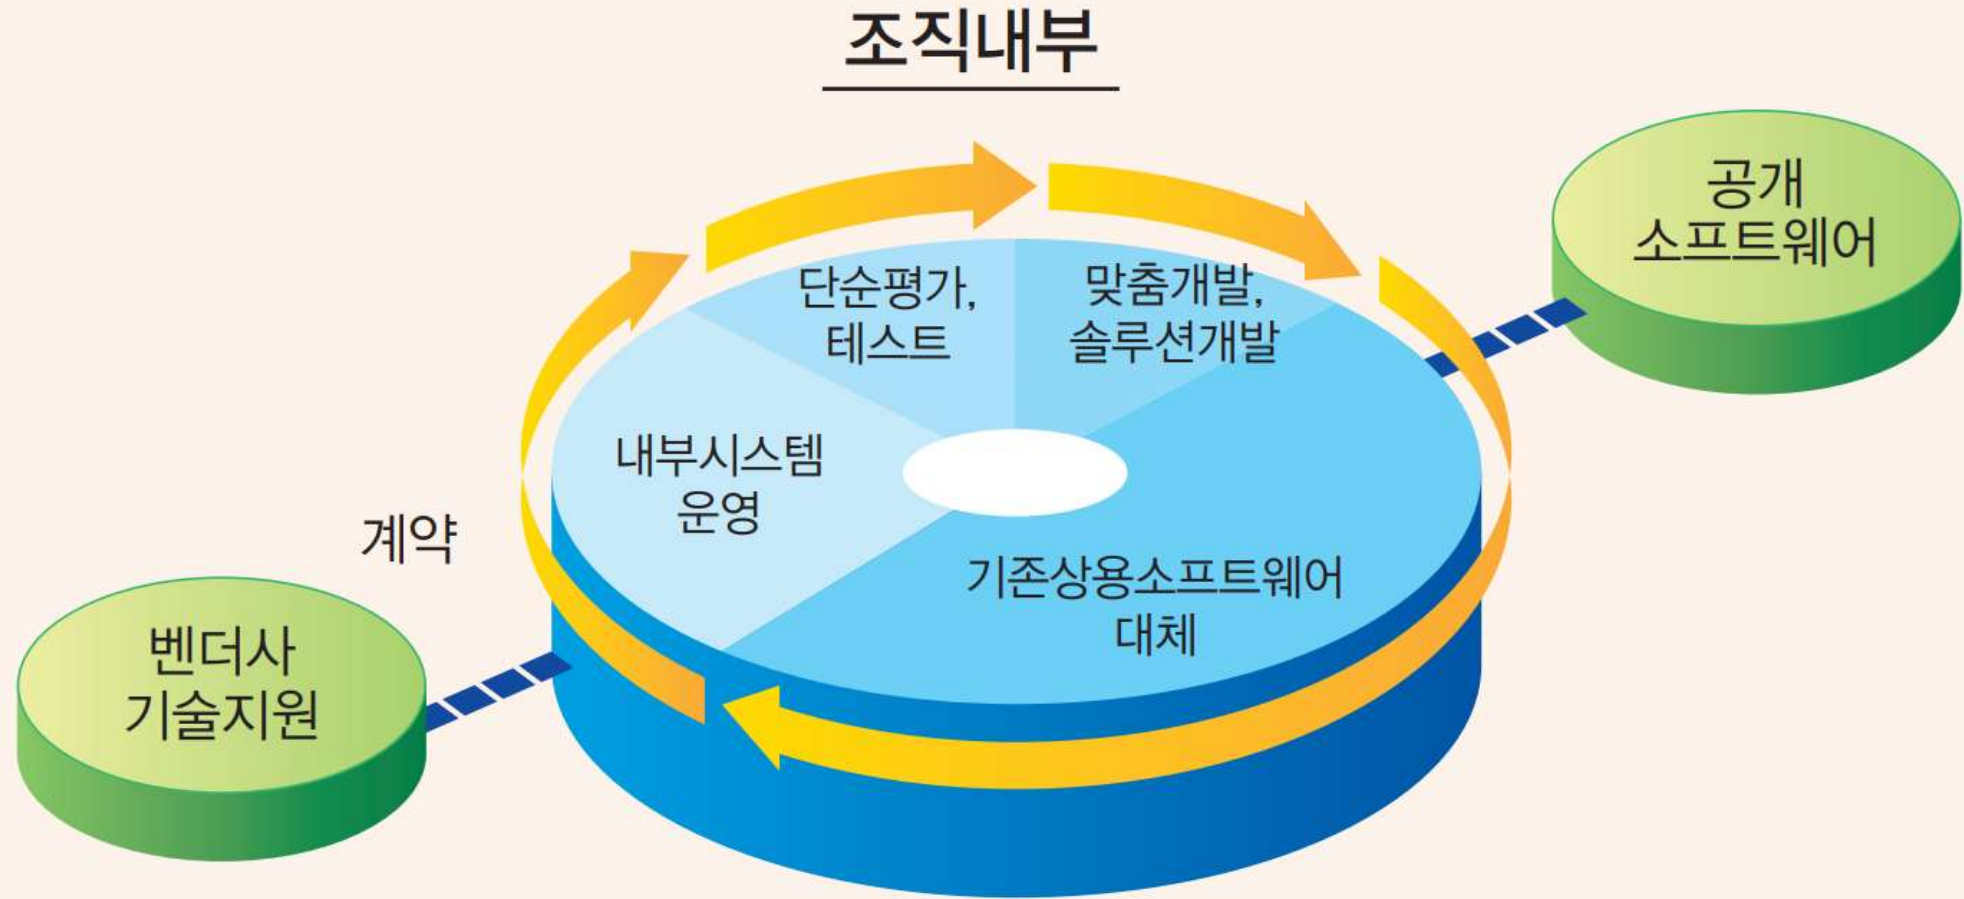 조직내부
공개
소프트웨어
단순평가,
테스트
맞춤개발,
솔루션개발
내부시스템
운영
기존상용소프트웨어
대체
계약
벤더사
기술지원